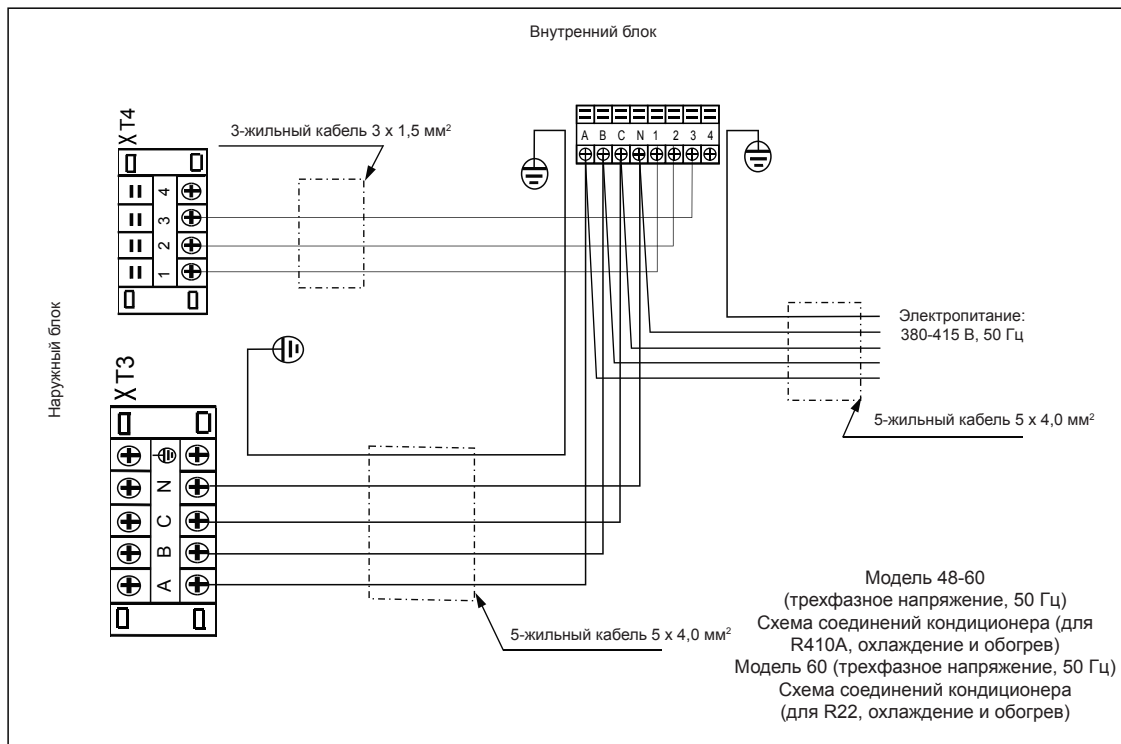 Внутренний блок
XT4
3-жильный кабель 3 x 1,5 мм²
A B C N 1 2 3 4
4
3
2
1
Наружный блок
Электропитание:
380-415 В, 50 Гц
XT3
5-жильный кабель 5 x 4,0 мм²
N
C
B
A
Модель 48-60
(трехфазное напряжение, 50 Гц)
Схема соединений кондиционера (для
R410A, охлаждение и обогрев)
Модель 60 (трехфазное напряжение, 50 Гц)
Схема соединений кондиционера
(для R22, охлаждение и обогрев)
5-жильный кабель 5 x 4,0 мм²